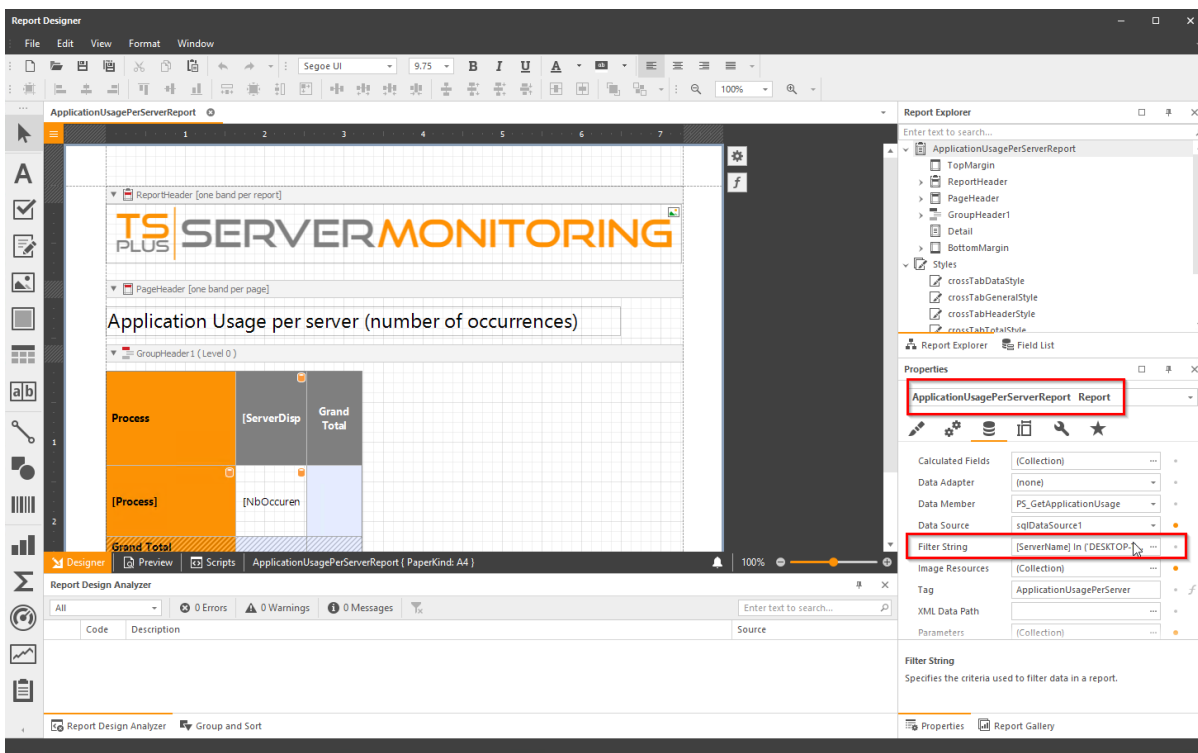 Report Designer
File Edit View Format Window
Segoe UI 9.75 B I U A ab 100%
ApplicationUsagePerServerReport
1 2 3 4 5 6 7
ReportHeader [one band per report]
TS PLUS SERVERMONITORING
PageHeader [one band per page]
Application Usage per server (number of occurrences)
GroupHeader1 ( Level 0 )
Process [ServerDisp Grand Total
[Process] [NbOccuren
Grand Total
1
2
Designer Preview Scripts ApplicationUsagePerServerReport { PaperKind: A4 } 100%
Report Design Analyzer
All 0 Errors 0 Warnings 0 Messages Enter text to search...
Code Description Source
Report Design Analyzer Group and Sort
Report Explorer
Enter text to search...
ApplicationUsagePerServerReport
TopMargin
ReportHeader
PageHeader
GroupHeader1
Detail
BottomMargin
Styles
crossTabDataStyle
crossTabGeneralStyle
crossTabHeaderStyle
crossTabTotalStyle
Report Explorer Field List
Properties
ApplicationUsagePerServerReport Report
Calculated Fields (Collection)
Data Adapter (none)
Data Member PS_GetApplicationUsage
Data Source sqlDataSource1
Filter String [ServerName] In ('DESKTOP-
Image Resources (Collection)
Tag ApplicationUsagePerServer
XML Data Path
Parameters (Collection)
Filter String
Specifies the criteria used to filter data in a report.
Properties Report Gallery